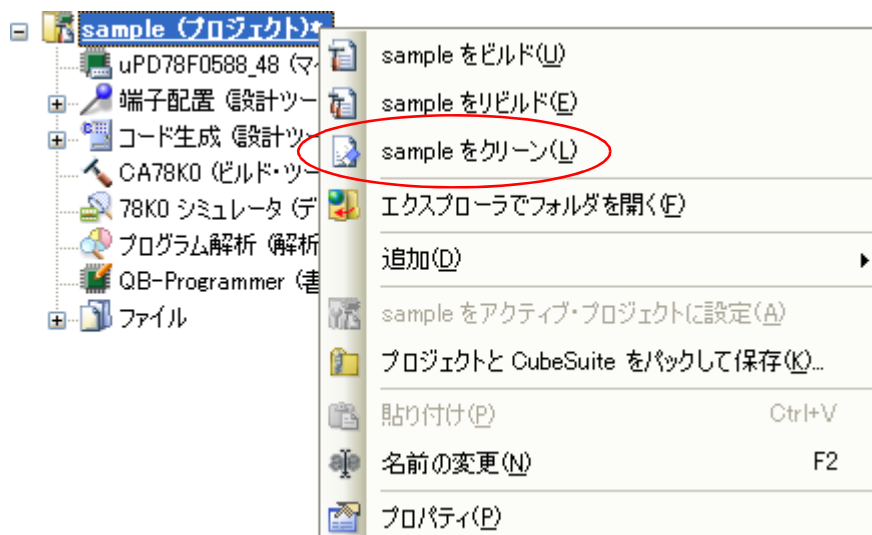 sample (プロジェクト)*
uPD78F0588_48 (マイ
端子配置 (設計ツー
コード生成 (設計ツー
CA78K0 (ビルド・ツー
78K0 シミュレータ (デ
プログラム解析 (解析
QB-Programmer (書
ファイル
sample をビルド(U)
sample をリビルド(E)
sample をクリーン(L)
エクスプローラでフォルダを開く(F)
追加(D)
sample をアクティブ・プロジェクトに設定(A)
プロジェクトと CubeSuite をパックして保存(K)...
貼り付け(P) Ctrl+V
名前の変更(N) F2
プロパティ(P)